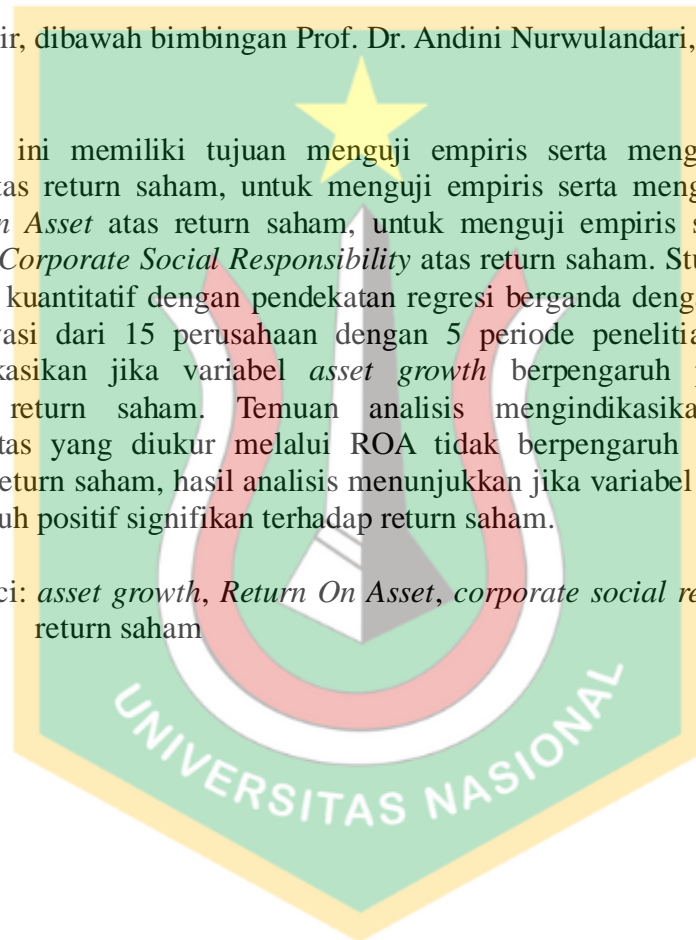 ir, dibawah bimbingan Prof. Dr. Andini Nurwulandari,
ini memiliki tujuan menguji empiris serta meng
tas return saham, untuk menguji empiris serta meng
n Asset atas return saham, untuk menguji empiris s
Corporate Social Responsibility atas return saham. Stu
kuantitatif dengan pendekatan regresi berganda deng
vasi dari 15 perusahaan dengan 5 periode penelitia
kasikan jika variabel asset growth berpengaruh
return saham. Temuan analisis mengindikasika
tas yang diukur melalui ROA tidak berpengaruh
return saham, hasil analisis menunjukkan jika variabel
uh positif signifikan terhadap return saham.
ci: asset growth, Return On Asset, corporate social re
return saham
UNIVERSITAS NASIONAL